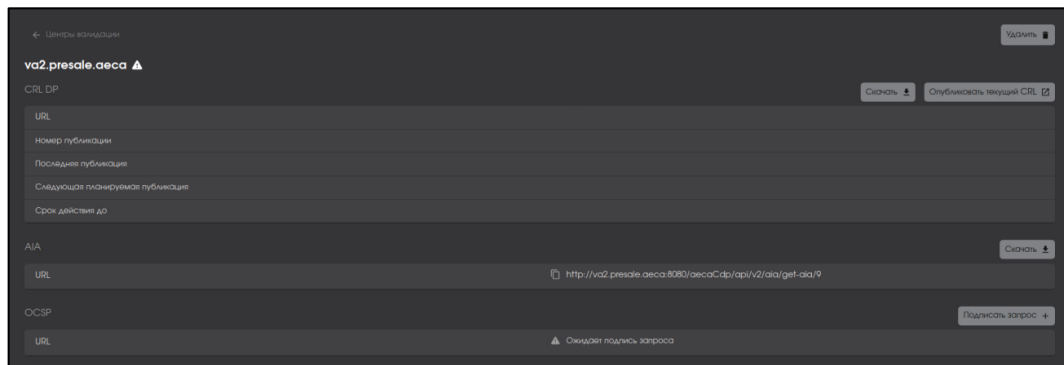 ← Центры валидации
Удалить
va2.presale.aeca
CRL DP
Скачать
Опубликовать текущий CRL
URL
Номер публикации
Последняя публикация
Следующая планируемая публикация
Срок действия до
AIA
Скачать
URL
http://va2.presale.aeca:8080/aecaCdp/api/v2/aia/get-aia/9
OCSP
Подписать запрос +
URL
Ожидает подпись запроса